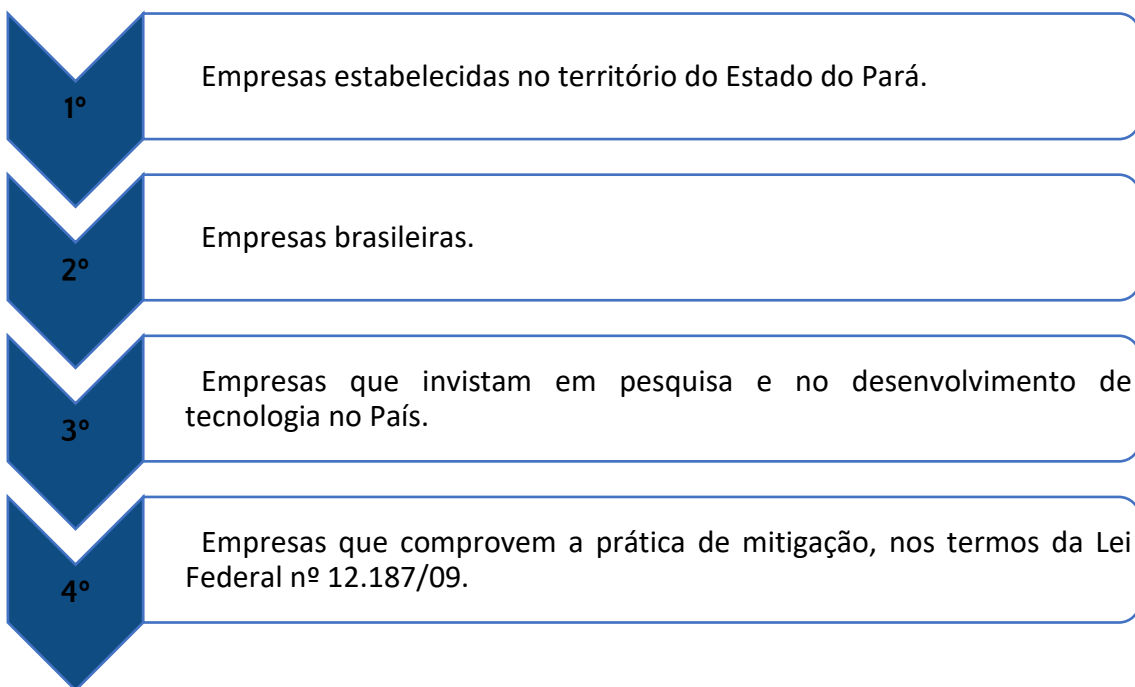 1º
Empresas estabelecidas no território do Estado do Pará.
2º
Empresas brasileiras.
3º
Empresas que invistam em pesquisa e no desenvolvimento de
tecnologia no País.
4º
Empresas que comprovem a prática de mitigação, nos termos da Lei
Federal nº 12.187/09.